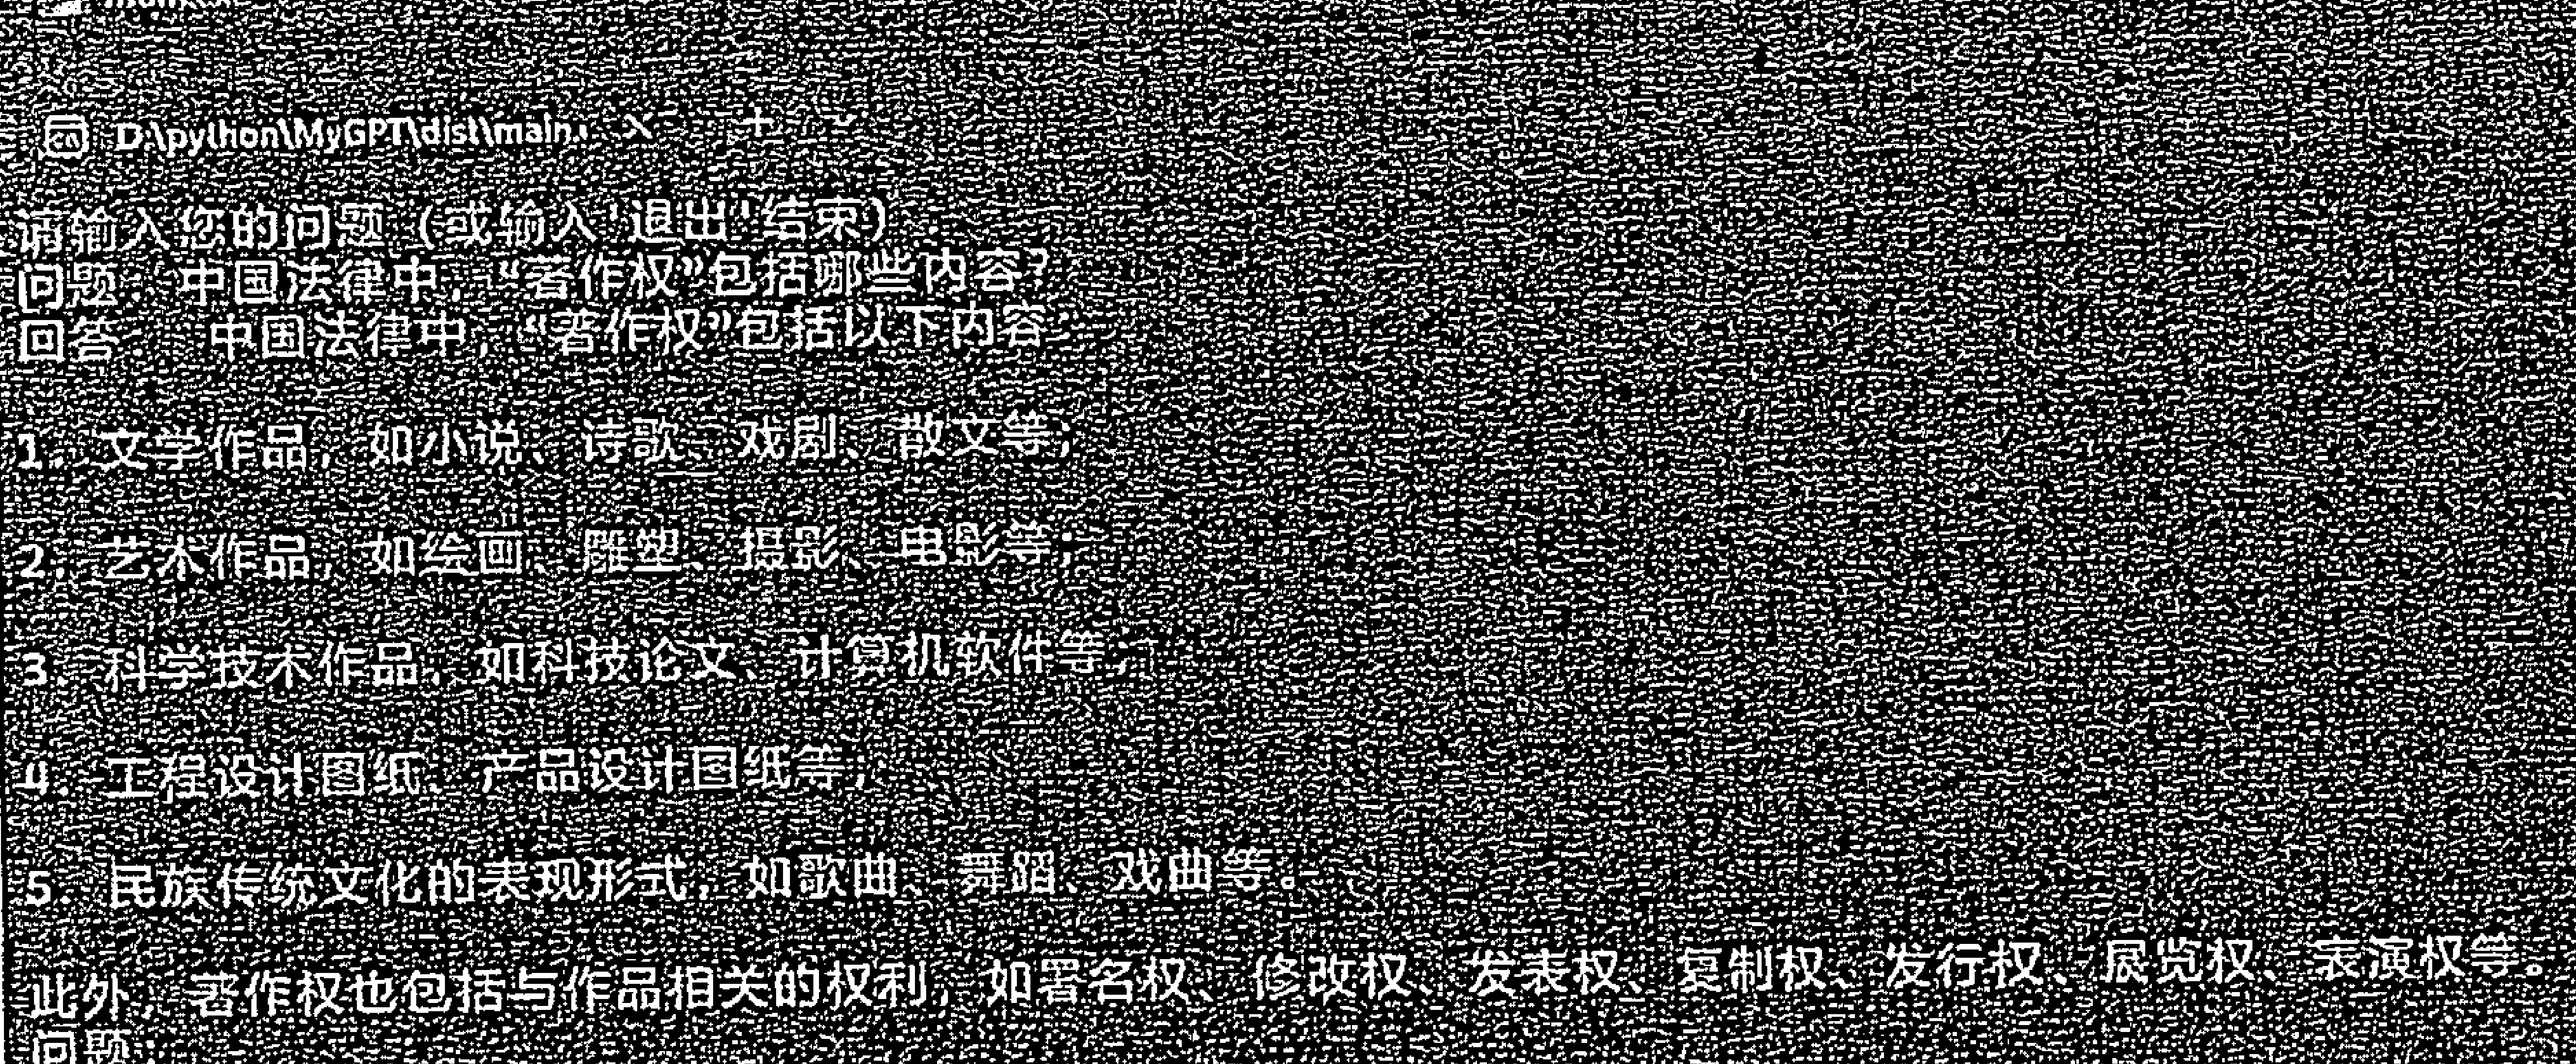 D:\python\MyGPT\dist\main.
请输入您的问题（或输入'退出'结束）：
问题：中国法律中，“著作权”包括哪些内容？
回答： 中国法律中，“著作权”包括以下内容：
1. 文学作品，如小说、诗歌、戏剧、散文等；
2. 艺术作品，如绘画、雕塑、摄影、电影等；
3. 科学技术作品，如科技论文、计算机软件等；
4. 工程设计图纸、产品设计图纸等；
5. 民族传统文化的表现形式，如歌曲、舞蹈、戏曲等。
此外，著作权也包括与作品相关的权利，如署名权、修改权、发表权、复制权、发行权、展览权、表演权等。
问题：